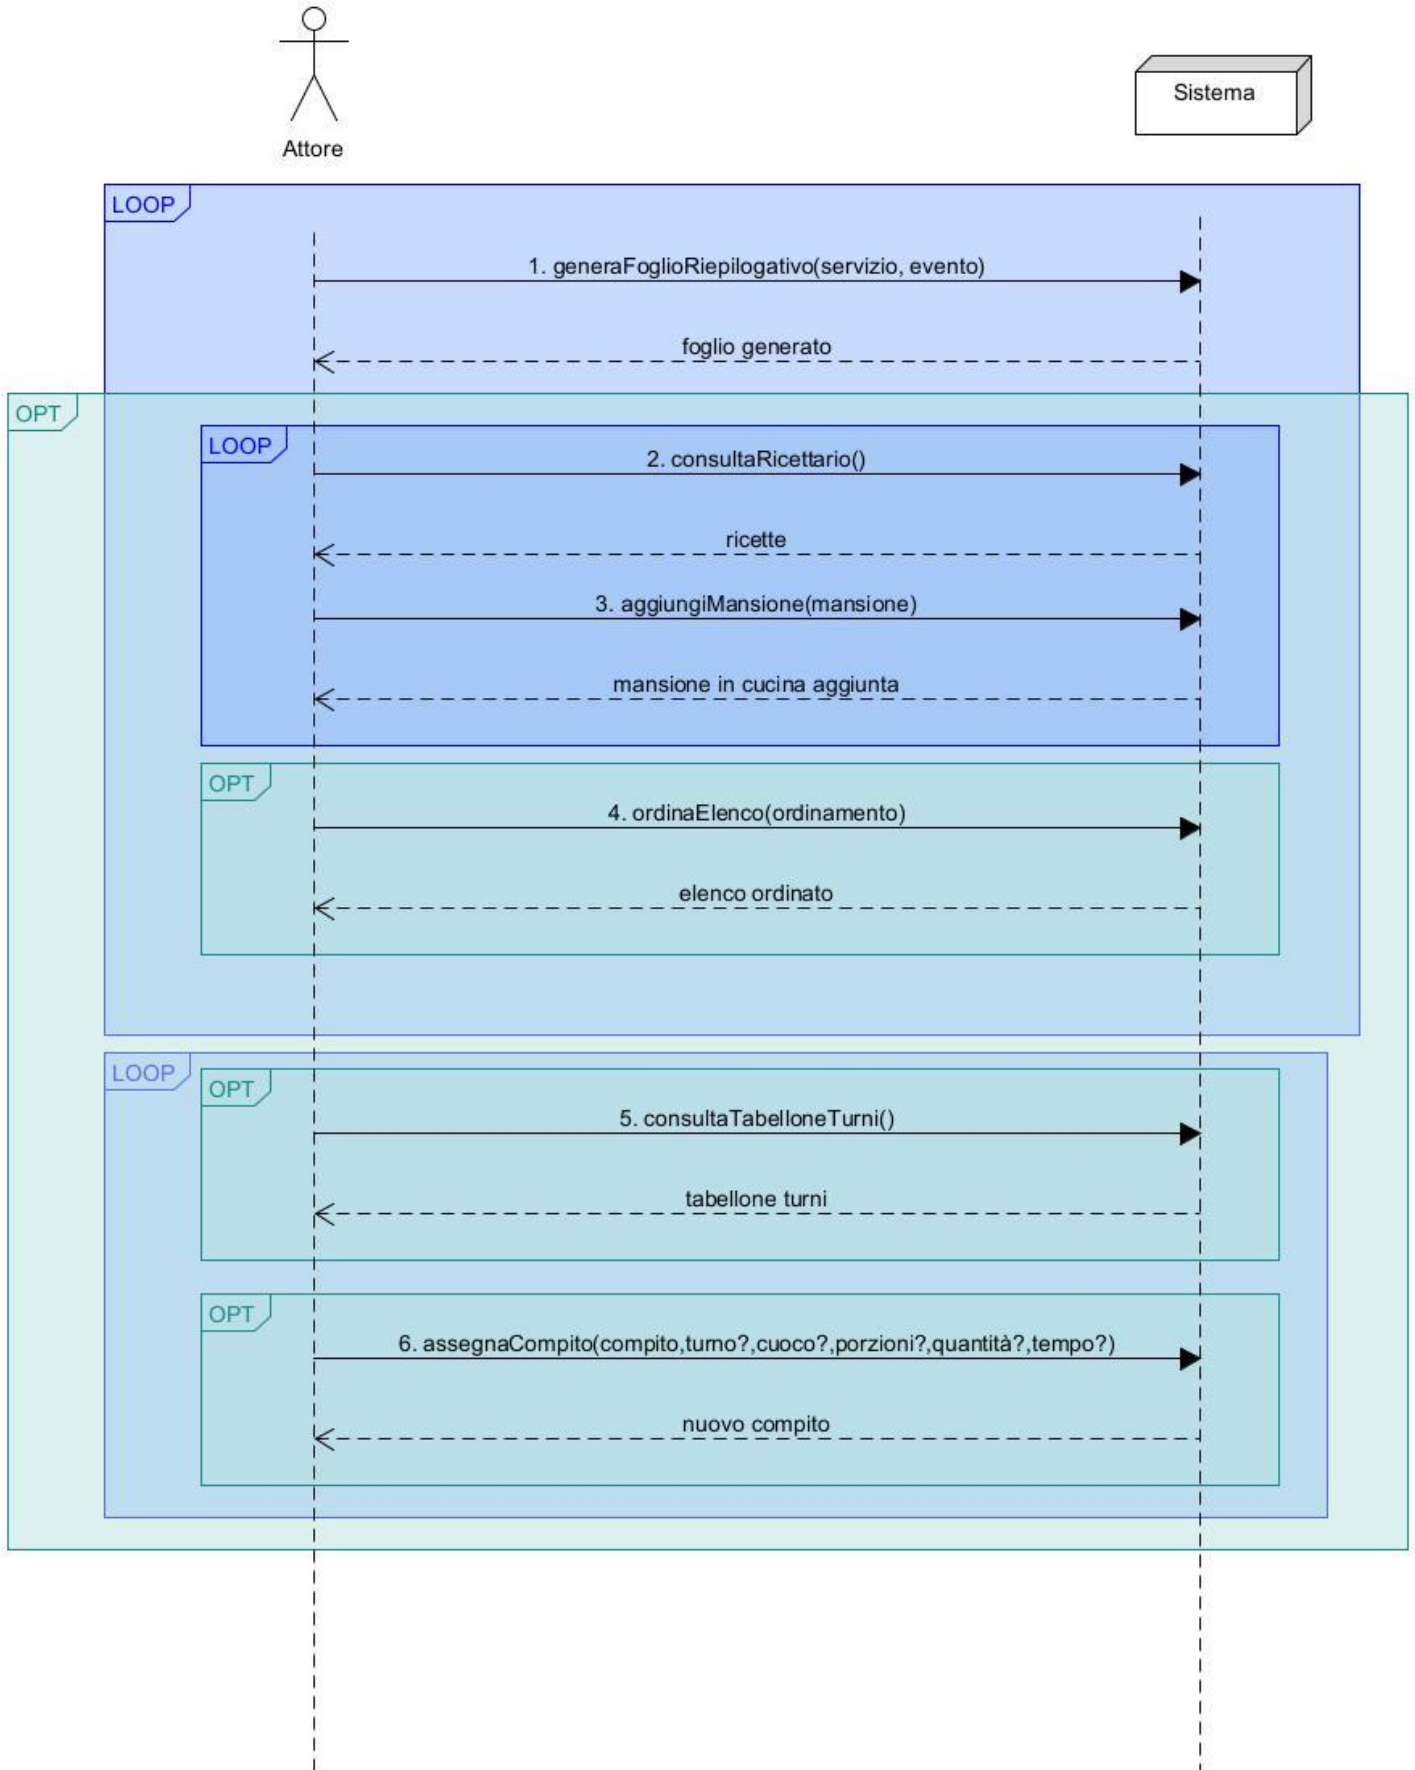 Attore
Sistema
LOOP
1. generaFoglioRiepilogativo(servizio, evento)
foglio generato
OPT
LOOP
2. consultaRicettario()
ricette
3. aggiungiMansione(mansione)
mansione in cucina aggiunta
OPT
4. ordinaElenco(ordinamento)
elenco ordinato
LOOP
OPT
5. consultaTabelloneTurni()
tabellone turni
OPT
6. assegnaCompito(compito,turno?,cuoco?,porzioni?,quantità?,tempo?)
nuovo compito